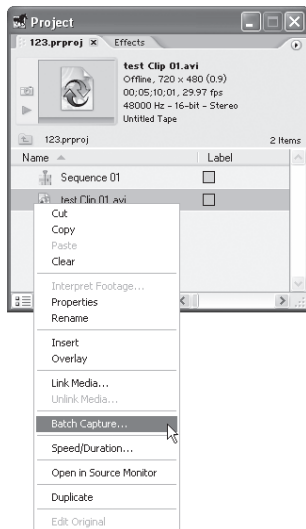 Project
123.prproj × Effects
test Clip 01.avi
Offline, 720 x 480 (0.9)
00;05;10;01, 29.97 fps
48000 Hz - 16-bit - Stereo
Untitled Tape
123.prproj 2 Items
Name Label
Sequence 01
test Clip 01.avi
Cut
Copy
Paste
Clear
Interpret Footage...
Properties
Rename
Insert
Overlay
Link Media...
Unlink Media...
Batch Capture...
Speed/Duration...
Open in Source Monitor
Duplicate
Edit Original